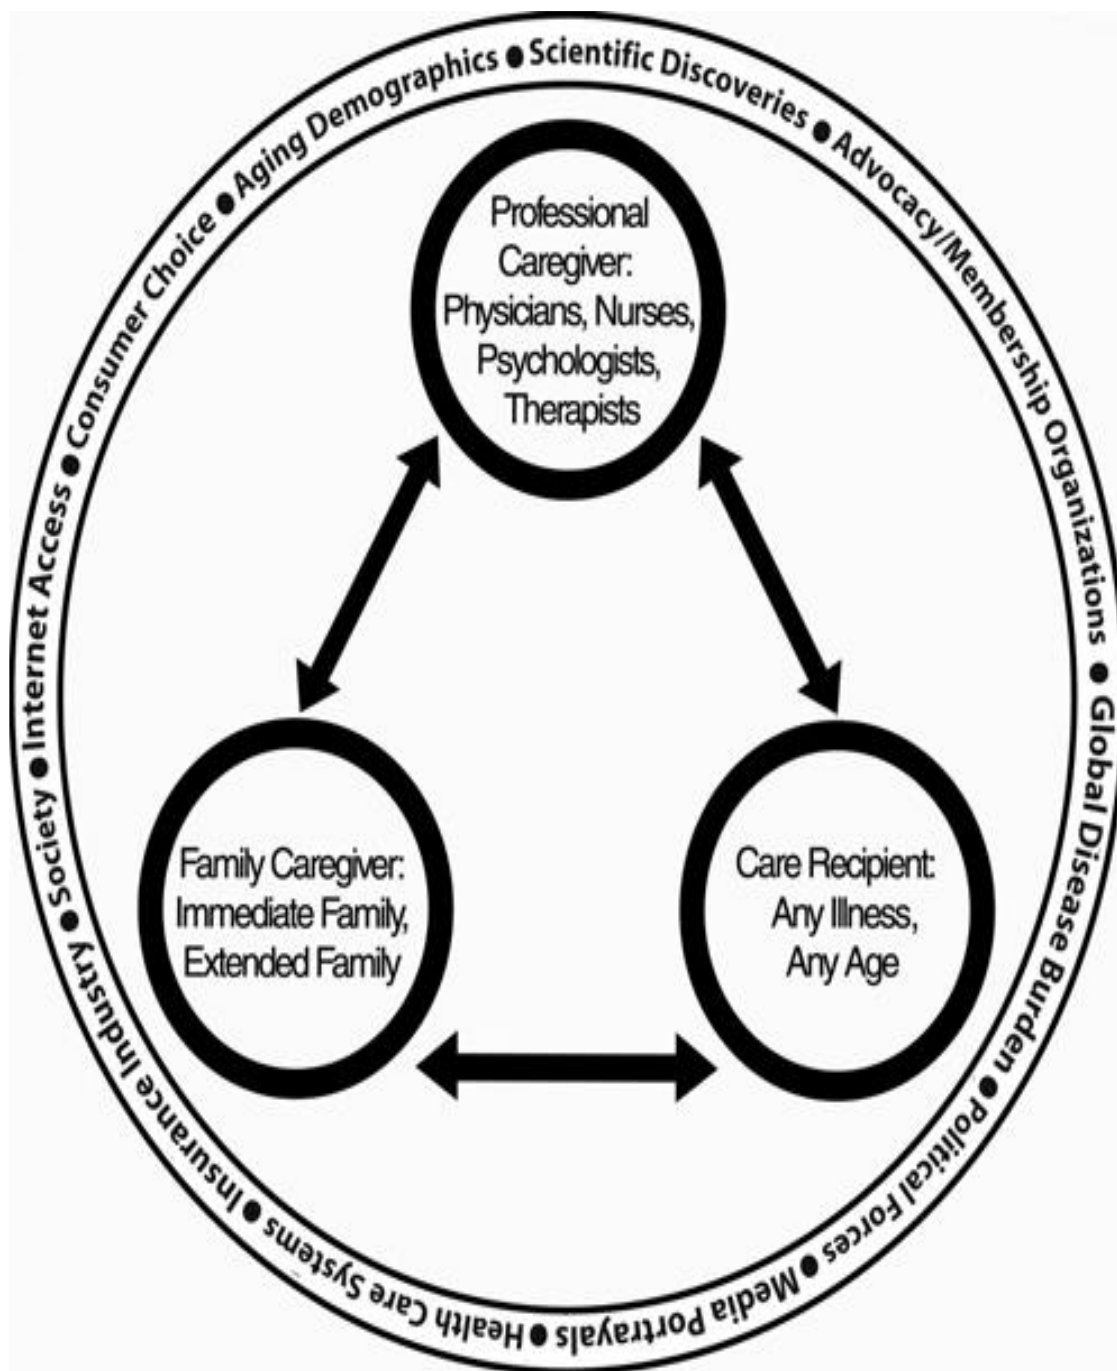 Scientific Discoveries ● Advocacy/Membership Organizations ● Global Disease Burden ● Political Forces ● Media Portrayals ● Health Care Systems ● Insurance Industry ● Society ● Internet Access ● Consumer Choice ● Aging Demographics ●
Professional
Caregiver:
Physicians, Nurses,
Psychologists,
Therapists
Family Caregiver:
Immediate Family,
Extended Family
Care Recipient:
Any Illness,
Any Age